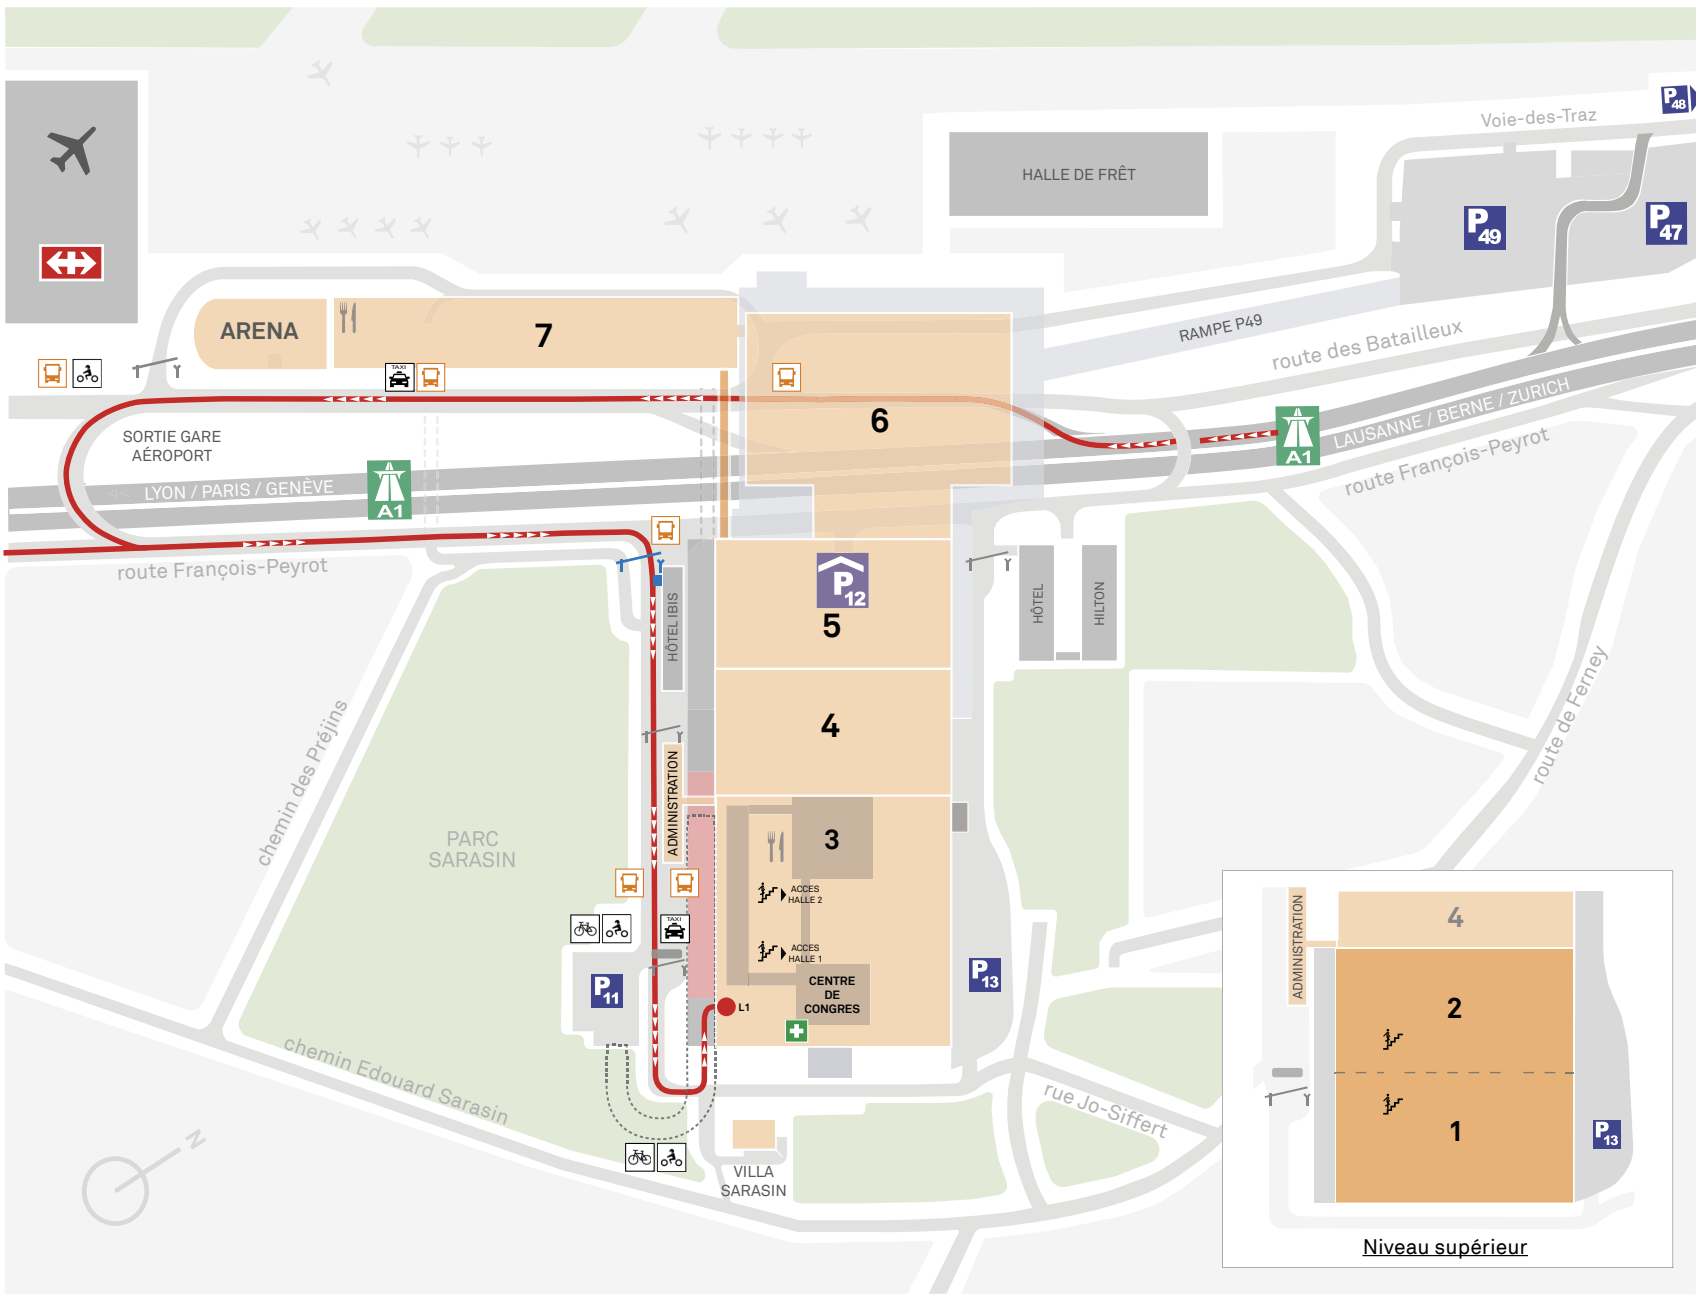 P48
Voie-des-Traz
HALLE DE FRÊT
P49
P47
ARENA
7
RAMPE P49
route des Batailleux
TAXI
6
SORTIE GARE
AÉROPORT
LYON / PARIS / GENÈVE
A1
A1
LAUSANNE / BERNE / ZURICH
route François-Peyrot
route François-Peyrot
HÔTEL IBIS
P12
5
HÔTEL
HILTON
4
chemin des Préjins
route de Ferney
ADMINISTRATION
PARC
SARASIN
3
ACCES
HALLE 2
ACCES
HALLE 1
TAXI
P11
CENTRE
DE
CONGRES
L1
P13
chemin Edouard Sarasin
rue Jo-Siffert
N
VILLA
SARASIN
ADMINISTRATION
4
2
1
P13
Niveau supérieur